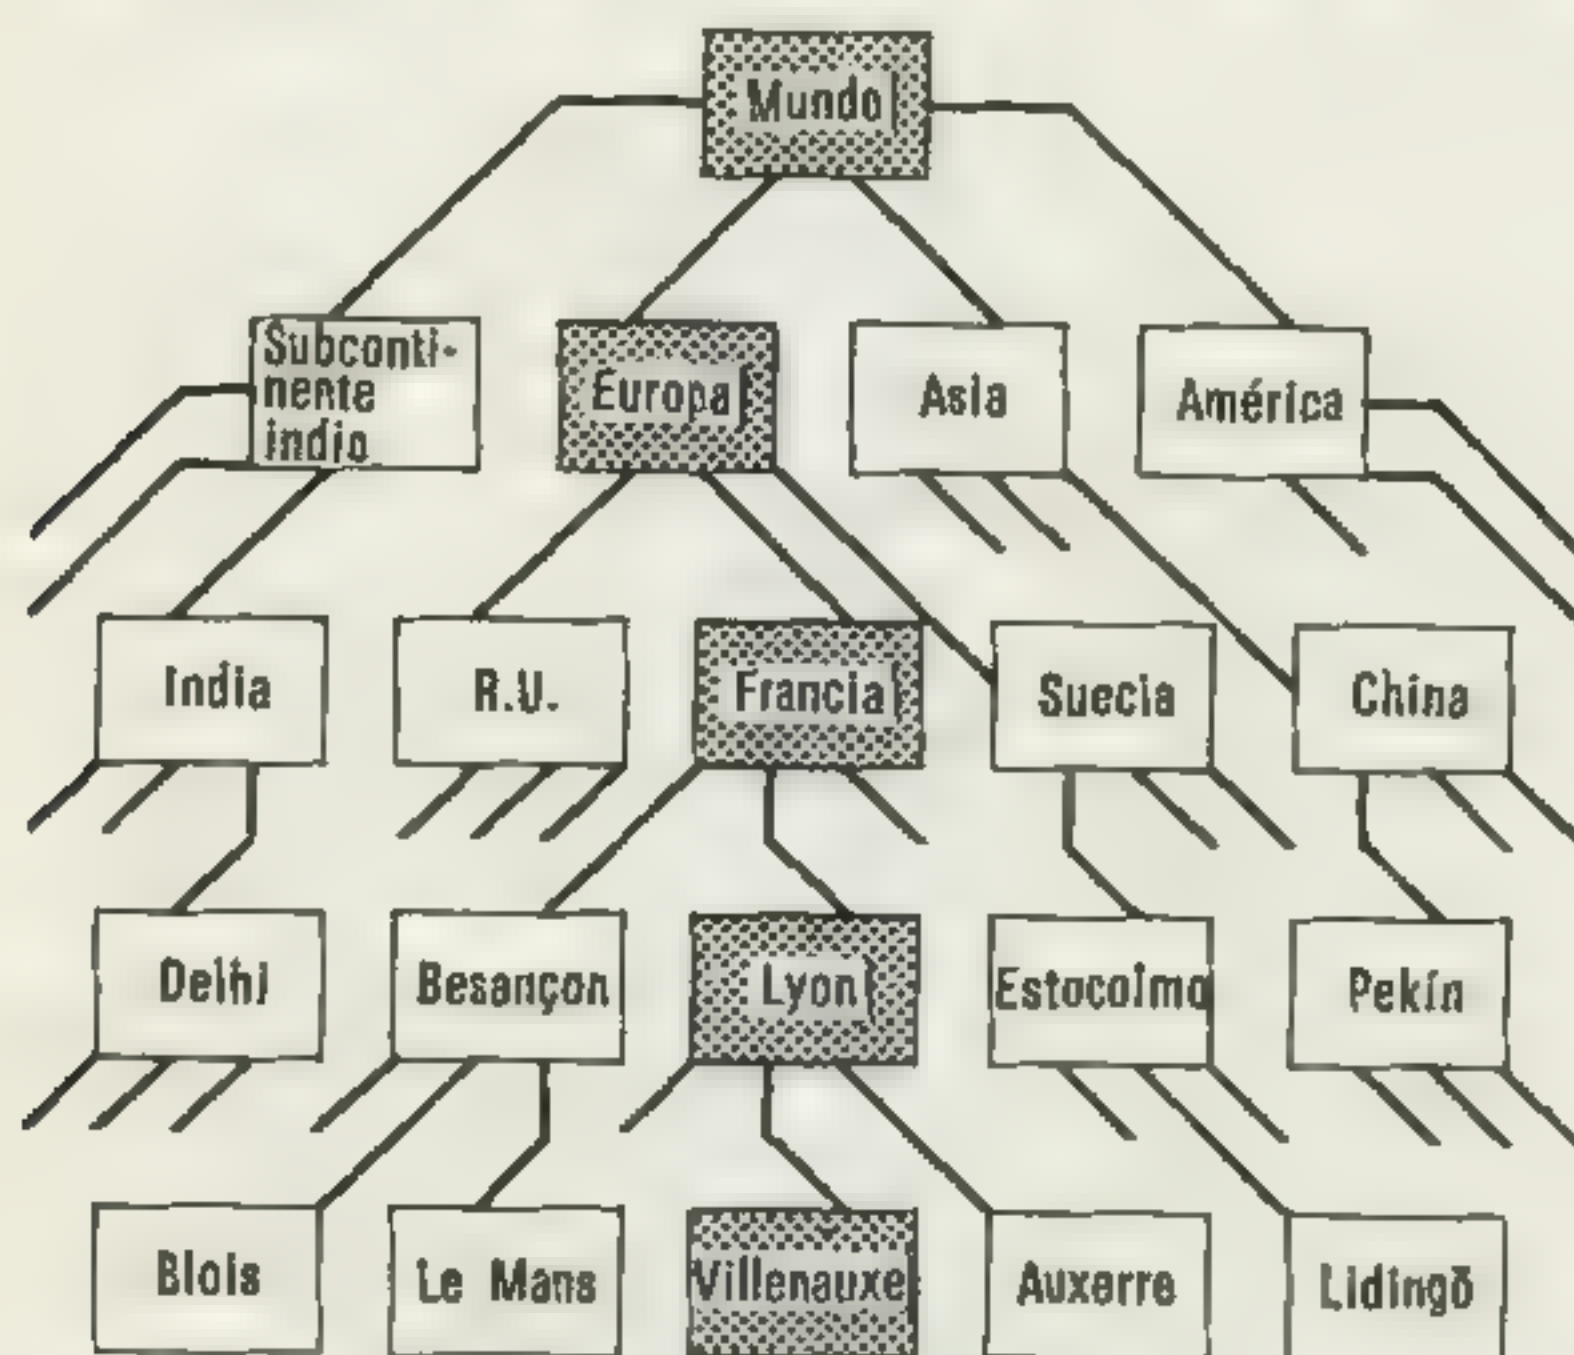 Mundo
Subconti-
nente
indio
Europa
Asia
América
India
R.U.
Francia
Suecia
China
Delhi
Besançon
Lyon
Estocolmo
Pekín
Blois
Le Mans
Villenauxe
Auxerre
Lidingö